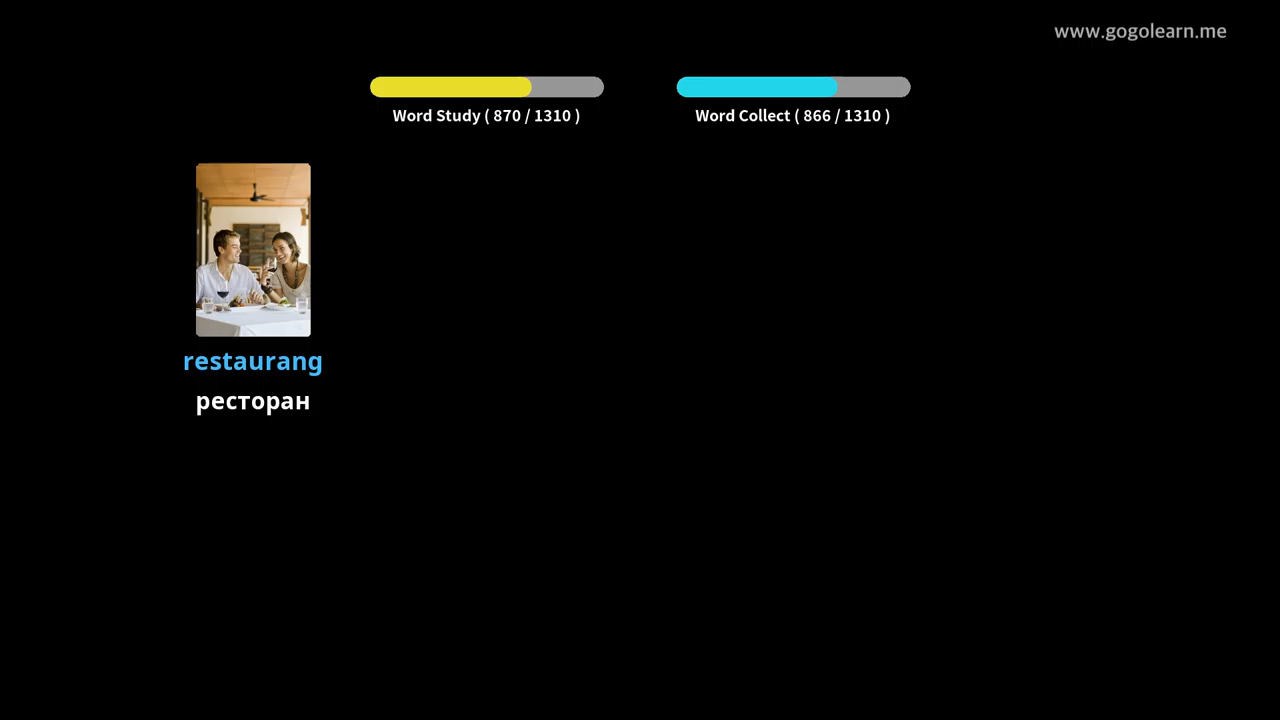 www.gogolearn.me
Word Study ( 870 / 1310 )
Word Collect ( 866 / 1310 )
restaurang
ресторан